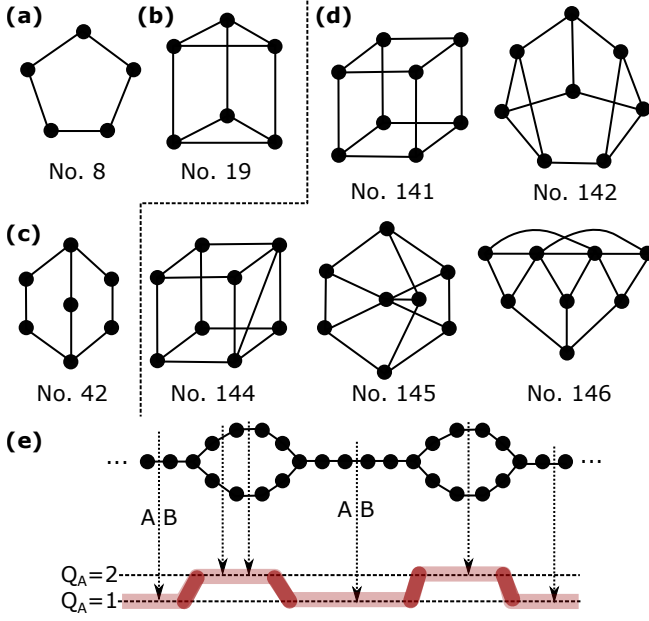 (a) (b) (d)
No. 8 No. 19 No. 141 No. 142
(c)
No. 42 No. 144 No. 145 No. 146
(e)
... ...
A B A B
Q_A=2
Q_A=1